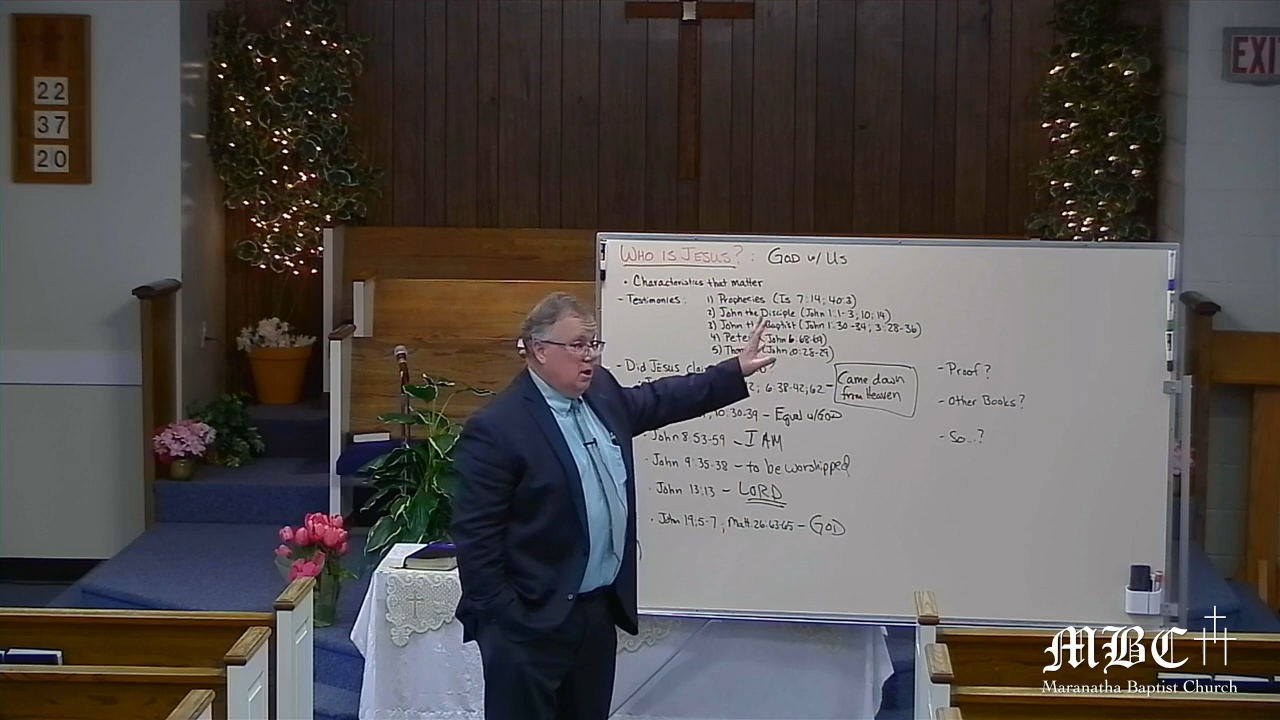 22
37
20
EXI
WHO IS JESUS? : GOD w/ US
• Characteristics that matter
- Testimonies: 1) Prophecies (Is 7:14; 40:3)
2) John the Disciple (John 1:1-3; 10; 14)
3) John the Baptist (John 1:30-34; 3:28-36)
4) Peter (John 6:68-69)
5) (John 20:28-29)
- Did Jesus
6:38-42; 62 - Came down
from Heaven
10:30-39 - Equal w/GOD
John 8:53-59 - I AM
· John 9:35-38 - to be worshipped
· John 13:13 - LORD
· John 19:5-7; Matt. 26:63-65 - GOD
- Proof?
- Other Books?
- So...?
MBC
Maranatha Baptist Church